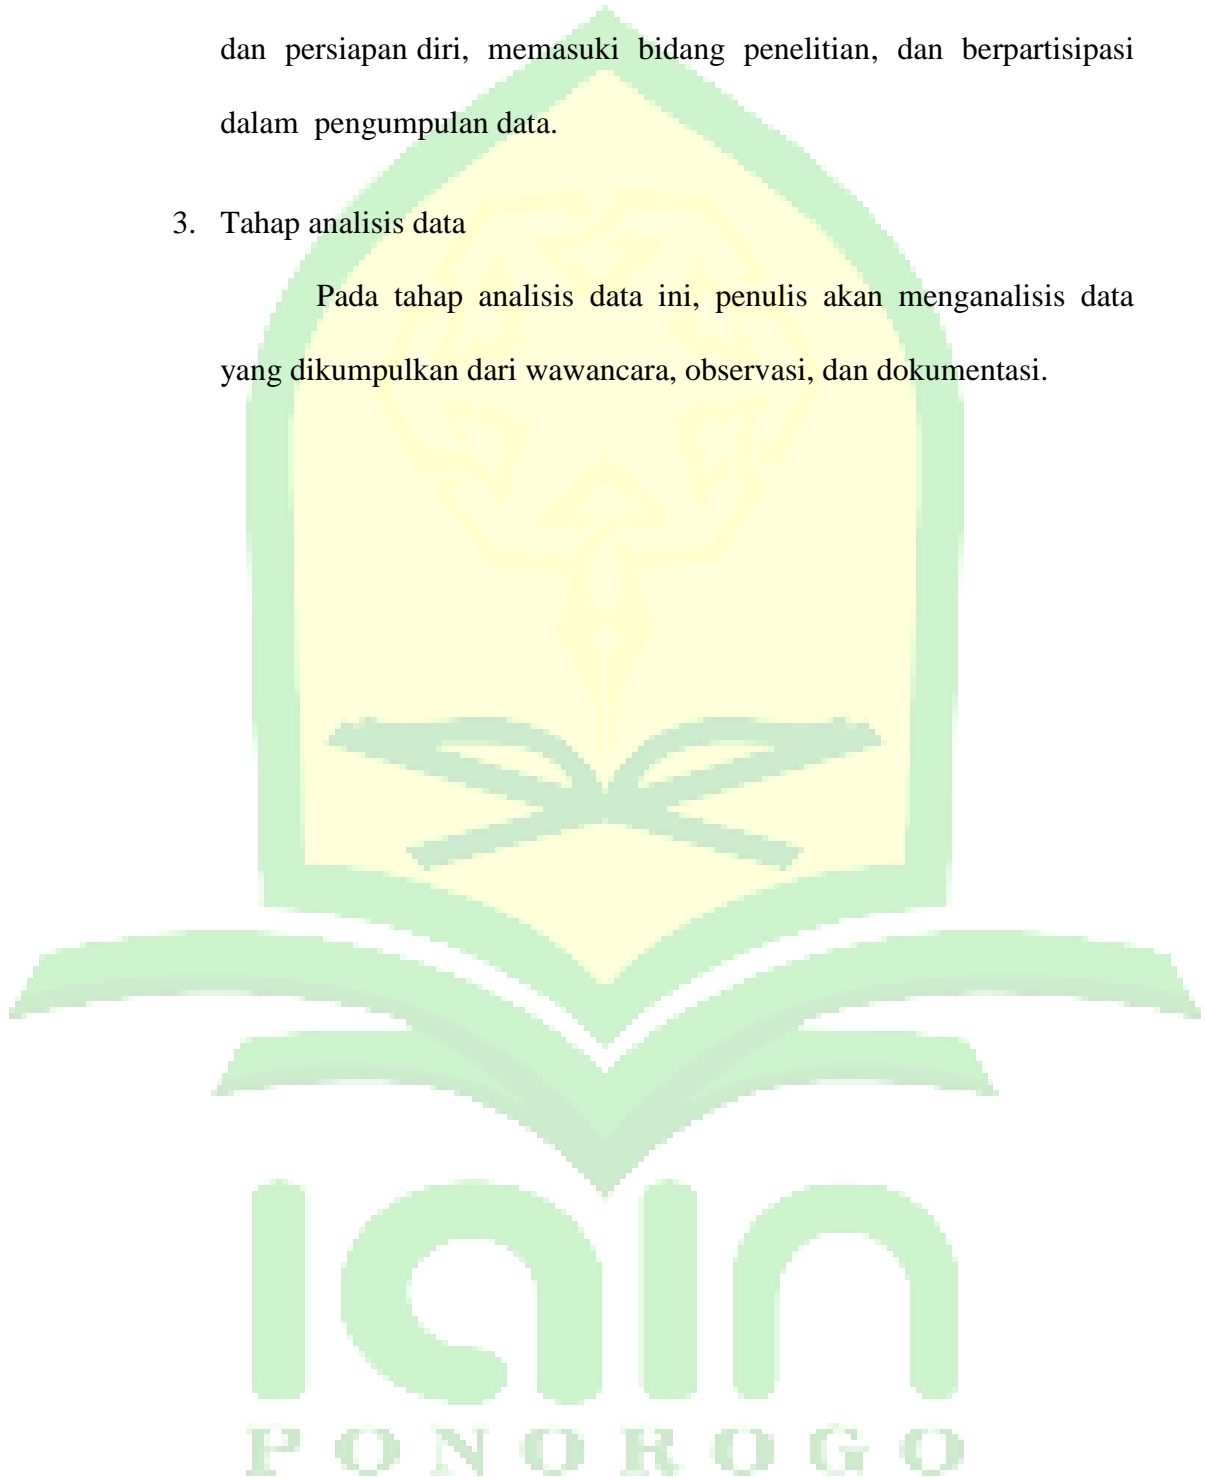 dan persiapan diri, memasuki bidang penelitian, dan berpartisipasi
dalam pengumpulan data.
3. Tahap analisis data
Pada tahap analisis data ini, penulis akan menganalisis data
yang dikumpulkan dari wawancara, observasi, dan dokumentasi.
iain
PONOROGO